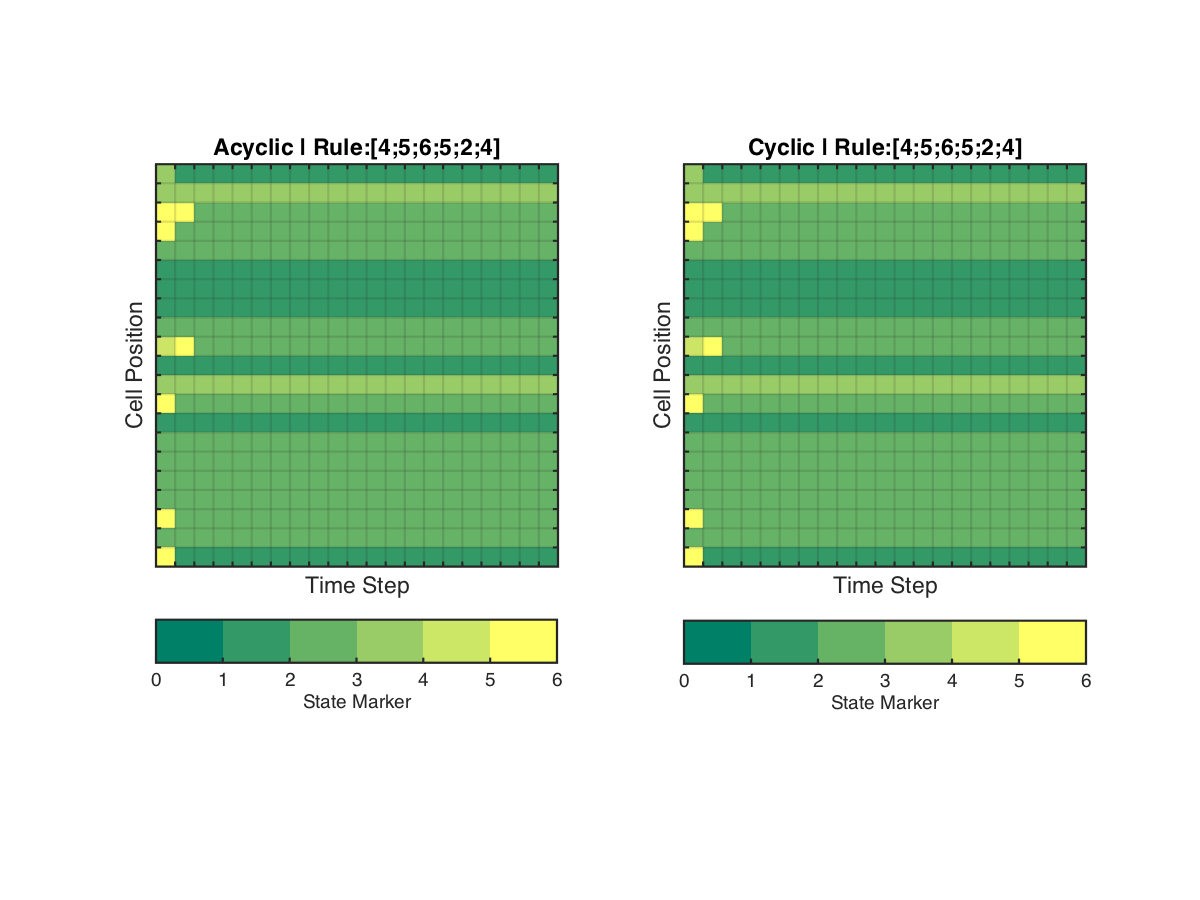 Acyclic | Rule:[4;5;6;5;2;4]
Cell Position
Time Step
0 1 2 3 4 5 6
State Marker
Cyclic | Rule:[4;5;6;5;2;4]
Cell Position
Time Step
0 1 2 3 4 5 6
State Marker